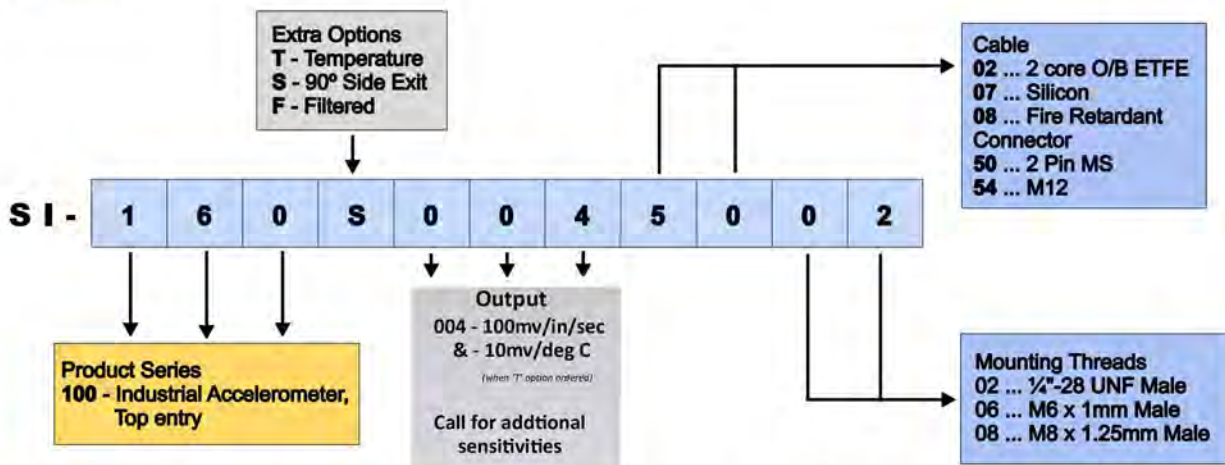 Extra Options
T - Temperature
S - 90º Side Exit
F - Filtered
Cable
02 ... 2 core O/B ETFE
07 ... Silicon
08 ... Fire Retardant
Connector
50 ... 2 Pin MS
54 ... M12
SI- 1 6 0 S 0 0 4 5 0 0 2
Product Series
100 - Industrial Accelerometer,
Top entry
Output
004 - 100mv/in/sec
& - 10mv/deg C
(when 'T' option ordered)
Call for addtional
sensitivities
Mounting Threads
02 ... ¼"-28 UNF Male
06 ... M6 x 1mm Male
08 ... M8 x 1.25mm Male